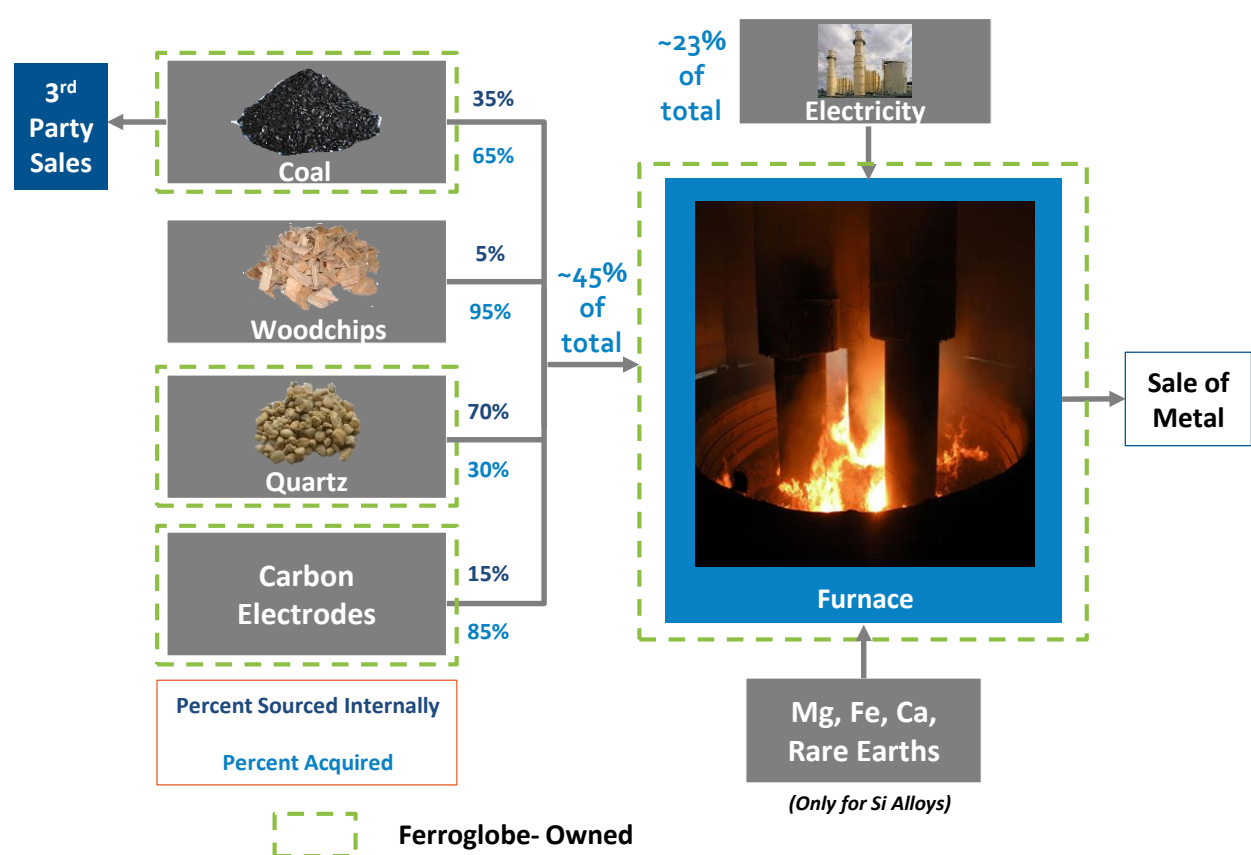 3rd
Party
Sales
Coal
35%
65%
Woodchips
5%
95%
Quartz
70%
30%
Carbon
Electrodes
15%
85%
~45%
of
total
~23%
of
total
Electricity
Furnace
Sale of
Metal
Mg, Fe, Ca,
Rare Earths
(Only for Si Alloys)
Percent Sourced Internally
Percent Acquired
Ferroglobe- Owned